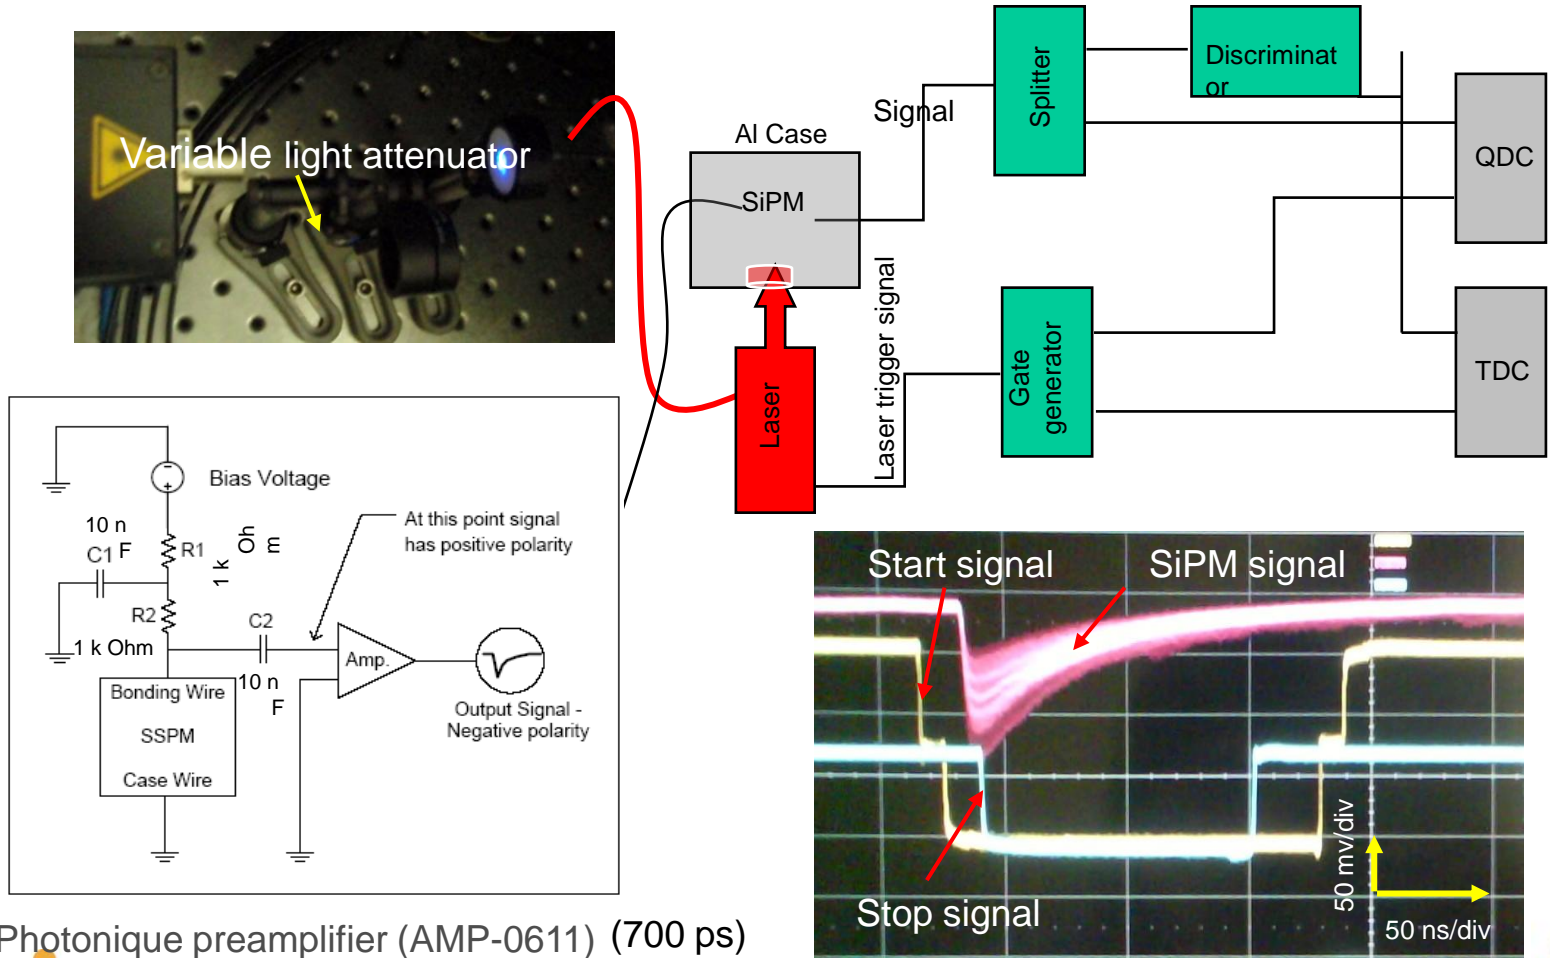 Variable light attenuator
Al Case
SiPM
Signal
Splitter
Discriminat
or
QDC
Laser
Laser trigger signal
Gate
generator
TDC
Bias Voltage
10 n
F
C1
R1
1 k
Oh
m
R2
1 k Ohm
C2
10 n
F
At this point signal
has positive polarity
Amp.
Bonding Wire
SSPM
Case Wire
Output Signal -
Negative polarity
Start signal
SiPM signal
Stop signal
50 mv/div
50 ns/div
Photonique preamplifier (AMP-0611) (700 ps)